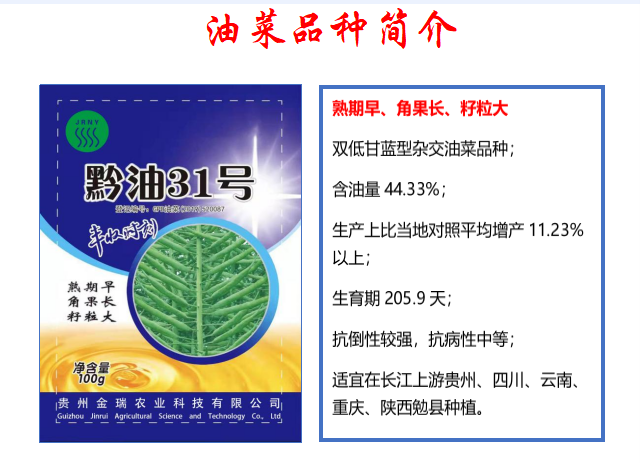 油菜品种简介
JRNY
黔油31号
丰收时刻
熟期早
角果长
籽粒大
净含量
100g
贵州金瑞农业科技有限公司
Guizhou Jinrui Agricultural Science and Technology Co., Ltd
熟期早、角果长、籽粒大
双低甘蓝型杂交油菜品种；
含油量 44.33%；
生产上比当地对照平均增产 11.23%
以上；
生育期 205.9 天；
抗倒性较强，抗病性中等；
适宜在长江上游贵州、四川、云南、
重庆、陕西勉县种植。